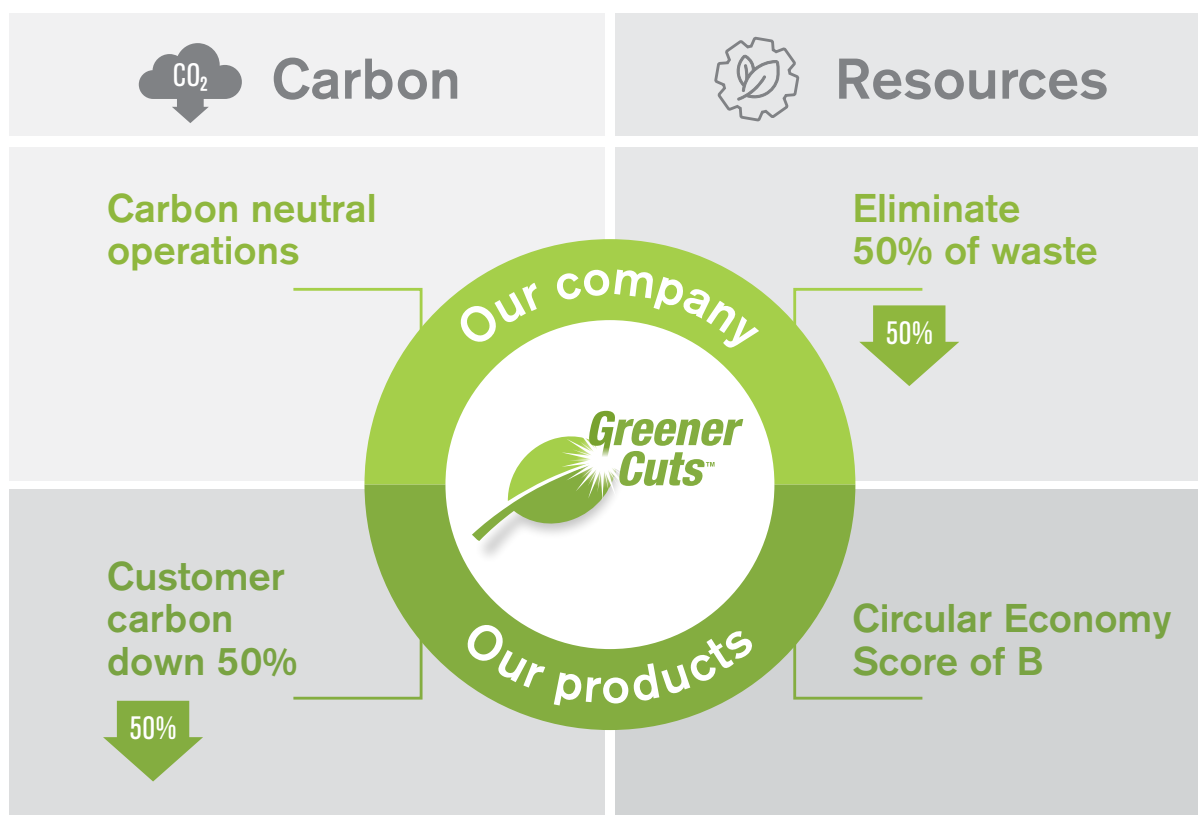 CO₂
Carbon
Resources
Carbon neutral
operations
Eliminate
50% of waste
50%
Our company
Greener
Cuts™
Our products
Customer
carbon
down 50%
50%
Circular Economy
Score of B